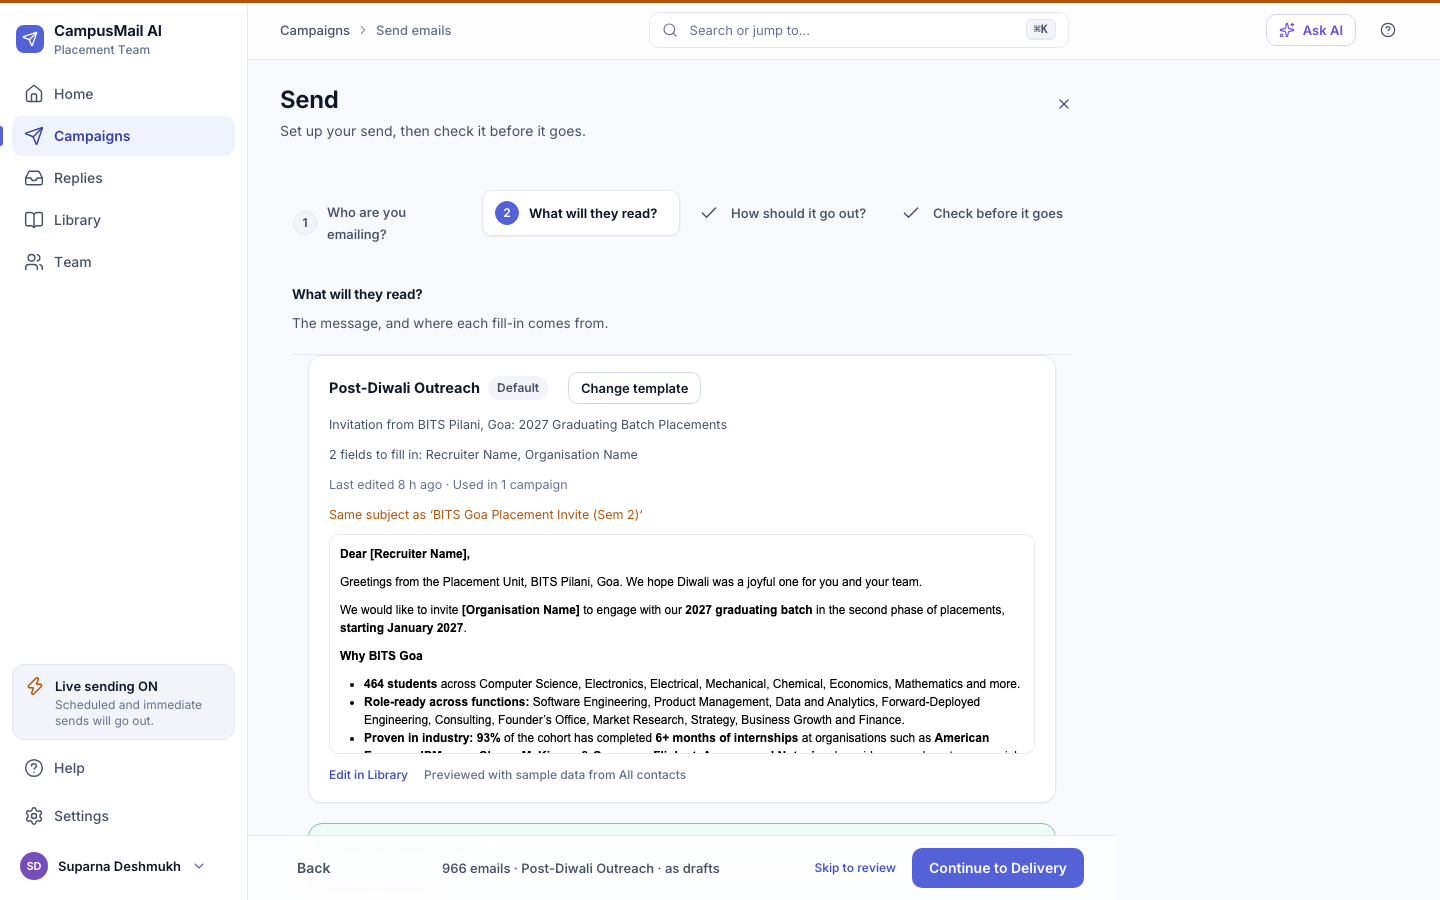 CampusMail AI
Placement Team
Home
Campaigns
Replies
Library
Team
Live sending ON
Scheduled and immediate
sends will go out.
Help
Settings
SD
Suparna Deshmukh
Campaigns
Send emails
Search or jump to...
⌘K
Ask AI
Send
Set up your send, then check it before it goes.
1
Who are you
emailing?
2
What will they read?
How should it go out?
Check before it goes
What will they read?
The message, and where each fill-in comes from.
Post-Diwali Outreach
Default
Change template
Invitation from BITS Pilani, Goa: 2027 Graduating Batch Placements
2 fields to fill in: Recruiter Name, Organisation Name
Last edited 8 h ago · Used in 1 campaign
Same subject as ‘BITS Goa Placement Invite (Sem 2)’
Dear [Recruiter Name],
Greetings from the Placement Unit, BITS Pilani, Goa. We hope Diwali was a joyful one for you and your team.
We would like to invite [Organisation Name] to engage with our 2027 graduating batch in the second phase of placements,
starting January 2027.
Why BITS Goa
• 464 students across Computer Science, Electronics, Electrical, Mechanical, Chemical, Economics, Mathematics and more.
• Role-ready across functions: Software Engineering, Product Management, Data and Analytics, Forward-Deployed
Engineering, Consulting, Founder’s Office, Market Research, Strategy, Business Growth and Finance.
• Proven in industry: 93% of the cohort has completed 6+ months of internships at organisations such as American
Edit in Library
Previewed with sample data from All contacts
Back
966 emails · Post-Diwali Outreach · as drafts
Skip to review
Continue to Delivery